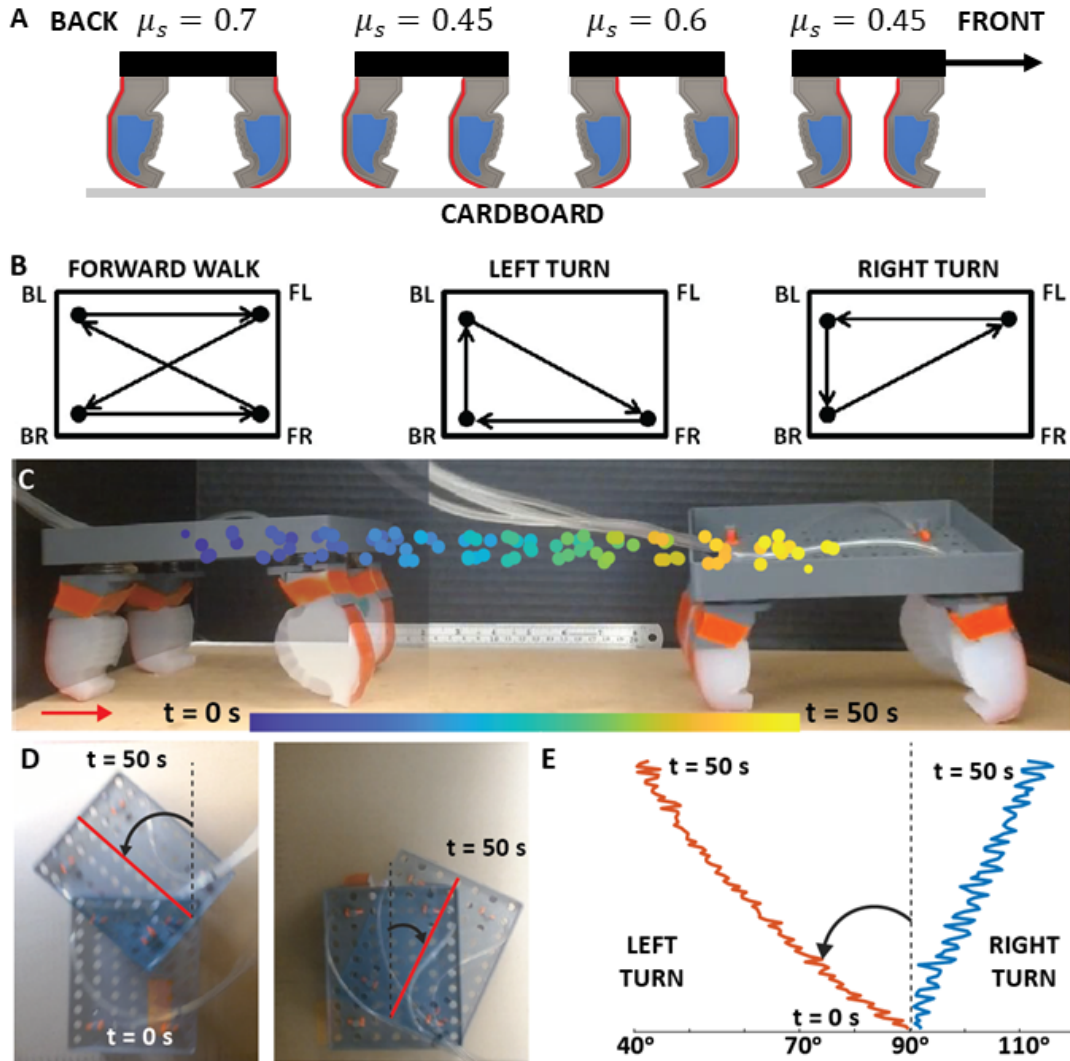 A BACK μₛ = 0.7 μₛ = 0.45 μₛ = 0.6 μₛ = 0.45 FRONT
CARDBOARD
B FORWARD WALK LEFT TURN RIGHT TURN
BL FL BL FL BL FL
BR FR BR FR BR FR
C
t = 0 s t = 50 s
D t = 50 s
t = 50 s
t = 0 s
E
t = 50 s t = 50 s
LEFT TURN
RIGHT TURN
t = 0 s
40° 70° 90° 110°